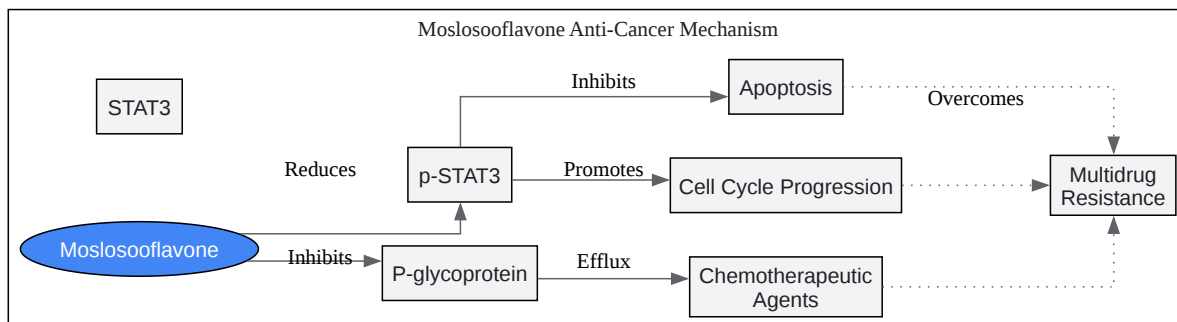 Moslosooflavone Anti-Cancer Mechanism
STAT3
Inhibits
Apoptosis
Overcomes
Reduces
p-STAT3
Promotes
Cell Cycle Progression
Multidrug
Resistance
Moslosooflavone
Inhibits
P-glycoprotein
Efflux
Chemotherapeutic
Agents